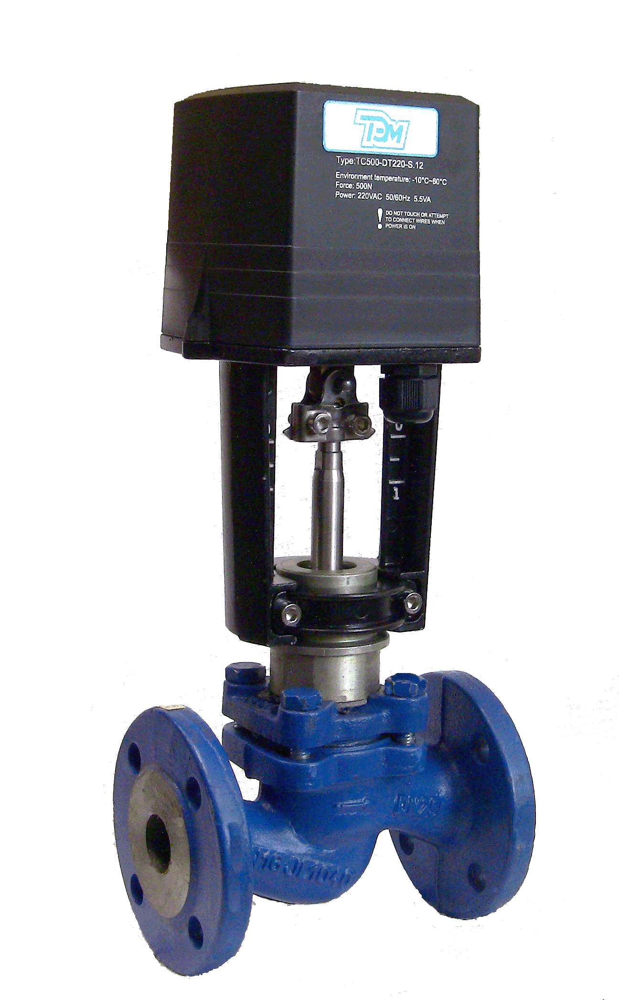 ТЭМ
Type:TC500-DT220-S.12
Environment temperature: -10°C~60°C
Force: 500N
Power: 220VAC 50/60Hz 5.5VA
DO NOT TOUCH OR ATTEMPT
TO CONNECT WIRES WHEN
POWER IS ON
0
1